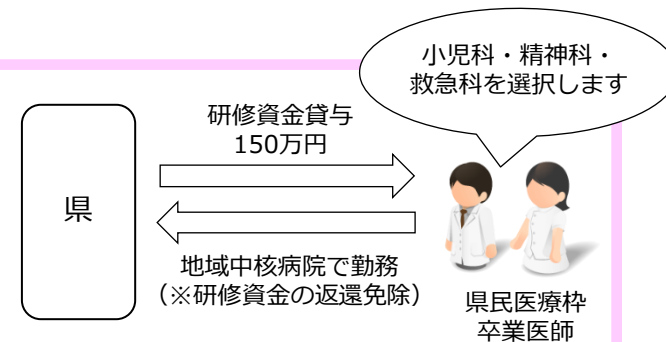 小児科・精神科・
救急科を選択します
研修資金貸与
150万円
県
地域中核病院で勤務
（※研修資金の返還免除）
県民医療枠
卒業医師